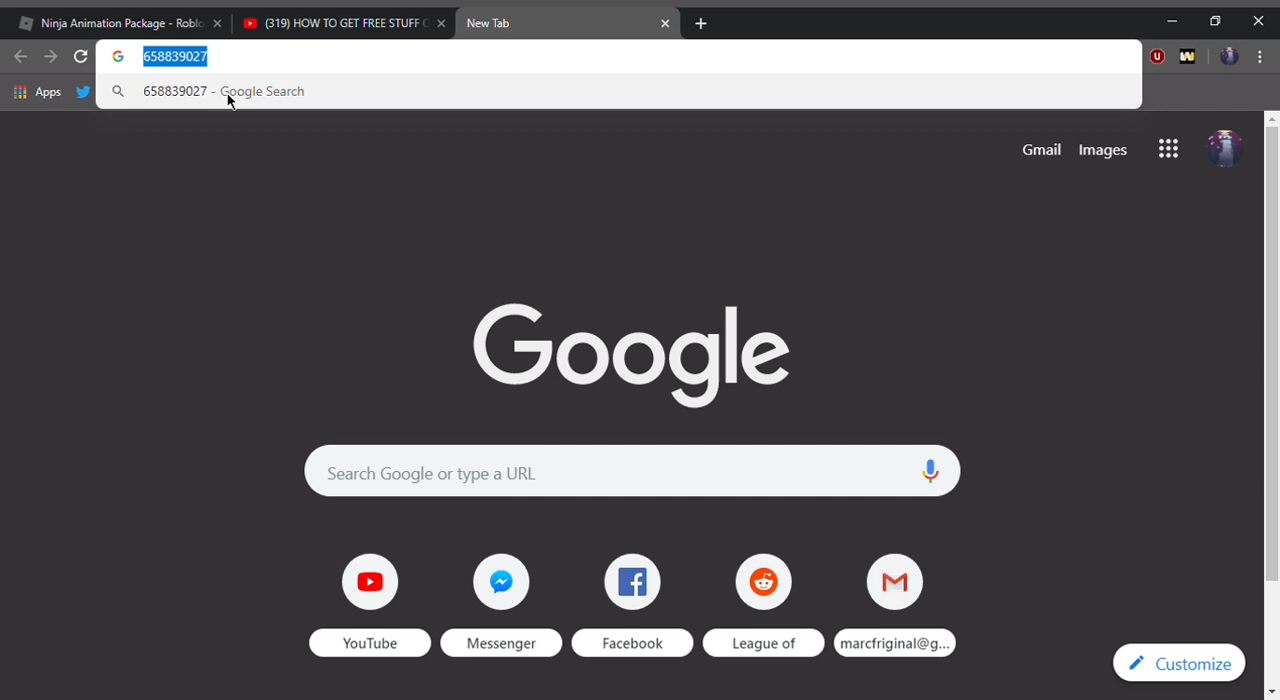 Ninja Animation Package - Roblo
(319) HOW TO GET FREE STUFF O
New Tab
658839027
Apps
658839027 - Google Search
Gmail
Images
Google
Search Google or type a URL
YouTube
Messenger
Facebook
League of
marcfriginal@g...
Customize